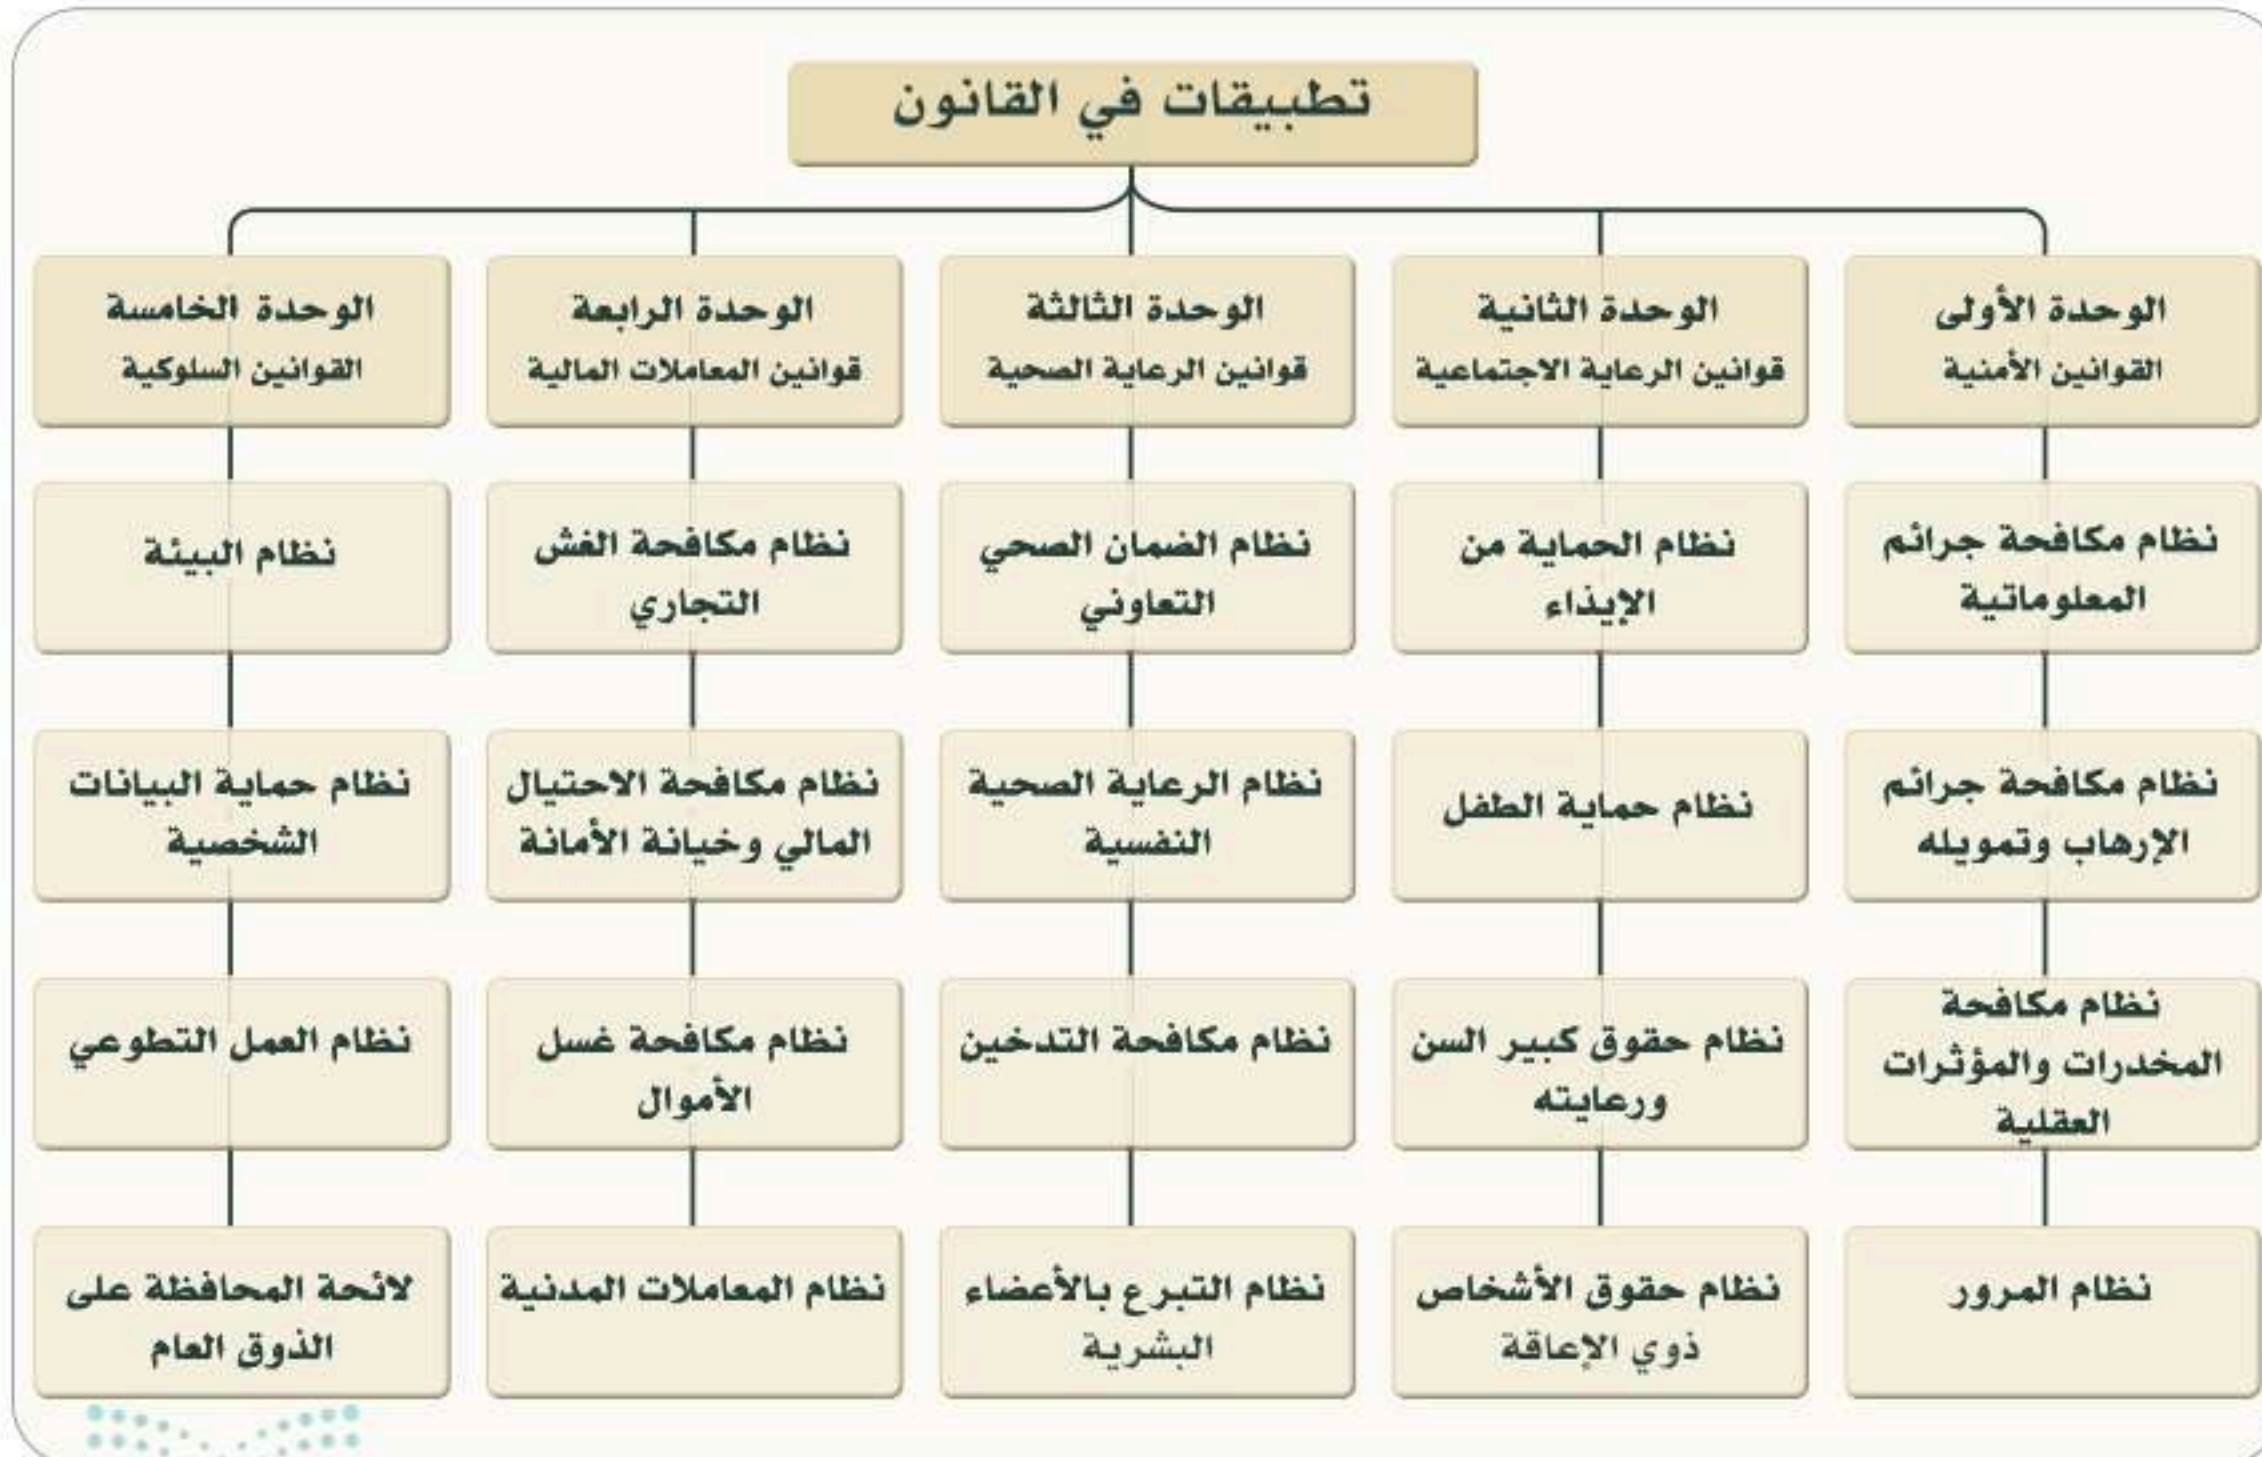 تطبيقات في القانون
الوحدة الأولى
القوانين الأمنية
نظام مكافحة جرائم
المعلوماتية
نظام مكافحة جرائم
الإرهاب وتمويله
نظام مكافحة
المخدرات والمؤثرات
العقلية
نظام المرور
الوحدة الثانية
قوانين الرعاية الاجتماعية
نظام الحماية من
الإيذاء
نظام حماية الطفل
نظام حقوق كبير السن
ورعايته
نظام حقوق الأشخاص
ذوي الإعاقة
الوحدة الثالثة
قوانين الرعاية الصحية
نظام الضمان الصحي
التعاوني
نظام الرعاية الصحية
النفسية
نظام مكافحة التدخين
نظام التبرع بالأعضاء
البشرية
الوحدة الرابعة
قوانين المعاملات المالية
نظام مكافحة الغش
التجاري
نظام مكافحة الاحتيال
المالي وخيانة الأمانة
نظام مكافحة غسل
الأموال
نظام المعاملات المدنية
الوحدة الخامسة
القوانين السلوكية
نظام البيئة
نظام حماية البيانات
الشخصية
نظام العمل التطوعي
لائحة المحافظة على
الذوق العام